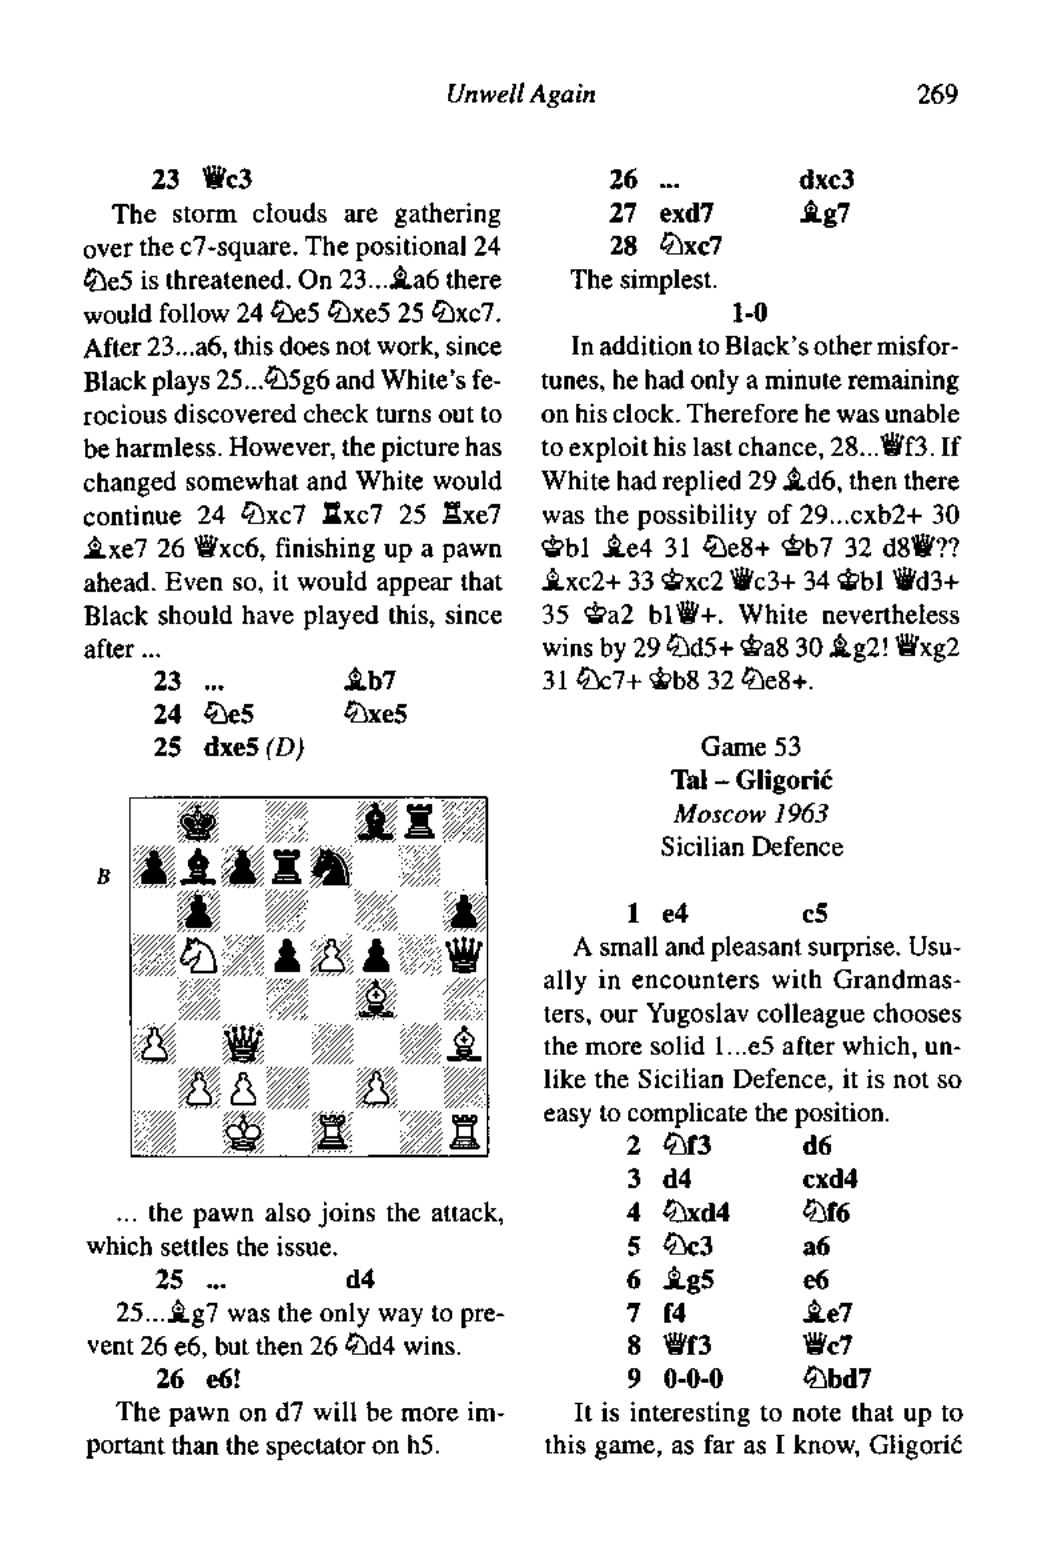 Unwell Again 269
23 ♛c3
The storm clouds are gathering
over the c7-square. The positional 24
♘e5 is threatened. On 23...♗a6 there
would follow 24 ♘e5 ♘xe5 25 ♘xc7.
After 23...a6, this does not work, since
Black plays 25...♘5g6 and White's fe-
rocious discovered check turns out to
be harmless. However, the picture has
changed somewhat and White would
continue 24 ♘xc7 ♖xc7 25 ♖xe7
♗xe7 26 ♕xc6, finishing up a pawn
ahead. Even so, it would appear that
Black should have played this, since
after ...
23 ... ♗b7
24 ♘e5 ♘xe5
25 dxe5 (D)
B
... the pawn also joins the attack,
which settles the issue.
25 ... d4
25...♗g7 was the only way to pre-
vent 26 e6, but then 26 ♘d4 wins.
26 e6!
The pawn on d7 will be more im-
portant than the spectator on h5.
26 ... dxc3
27 exd7 ♗g7
28 ♘xc7
The simplest.
1-0
In addition to Black's other misfor-
tunes, he had only a minute remaining
on his clock. Therefore he was unable
to exploit his last chance, 28...♕f3. If
White had replied 29 ♗d6, then there
was the possibility of 29...cxb2+ 30
♔b1 ♗e4 31 ♘e8+ ♔b7 32 d8♕??
♗xc2+ 33 ♔xc2 ♕c3+ 34 ♔b1 ♕d3+
35 ♔a2 b1♕+. White nevertheless
wins by 29 ♘d5+ ♔a8 30 ♗g2! ♕xg2
31 ♘c7+ ♔b8 32 ♘e8+.
Game 53
Tal – Gligorić
Moscow 1963
Sicilian Defence
1 e4 c5
A small and pleasant surprise. Usu-
ally in encounters with Grandmas-
ters, our Yugoslav colleague chooses
the more solid 1...e5 after which, un-
like the Sicilian Defence, it is not so
easy to complicate the position.
2 ♘f3 d6
3 d4 cxd4
4 ♘xd4 ♘f6
5 ♘c3 a6
6 ♗g5 e6
7 f4 ♗e7
8 ♕f3 ♕c7
9 0-0-0 ♘bd7
It is interesting to note that up to
this game, as far as I know, Gligorić